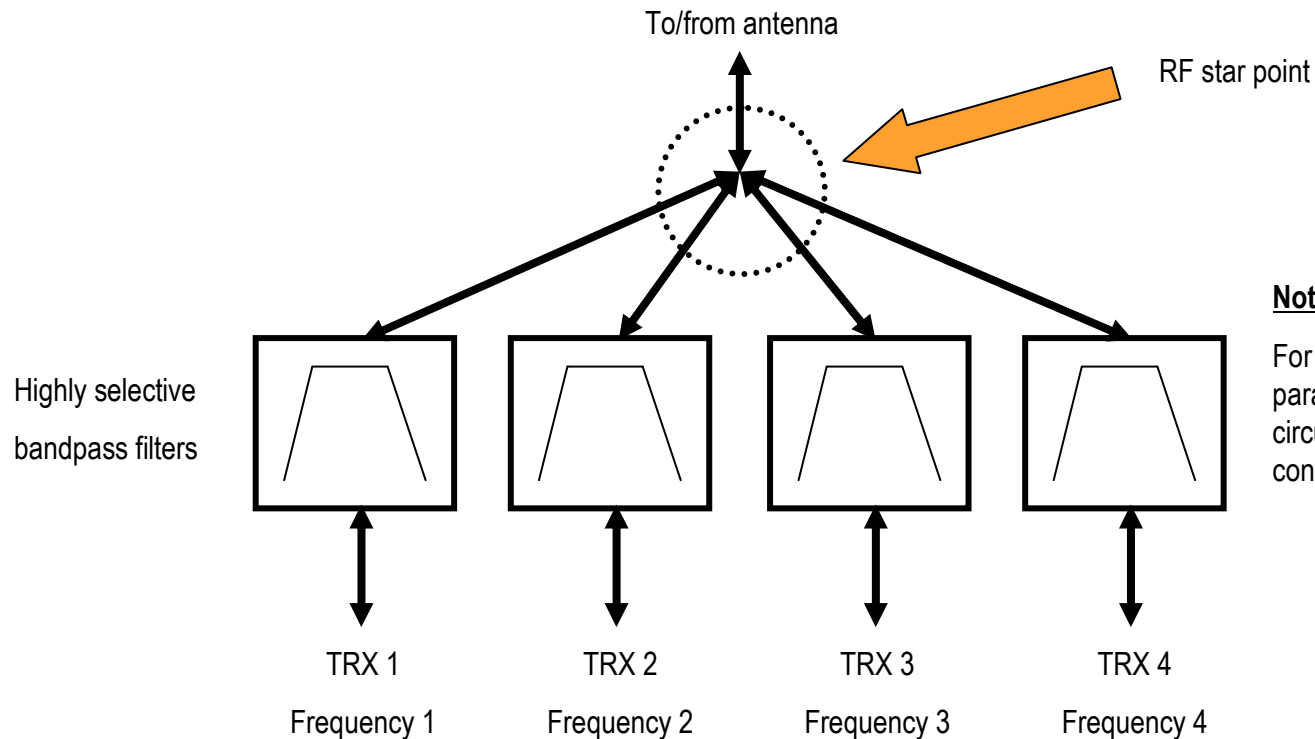 To/from antenna
RF star point
Highly selective
bandpass filters
For
TRX 1
TRX 2
TRX 3
TRX 4
Frequency 1
Frequency 2
Frequency 3
Frequency 4